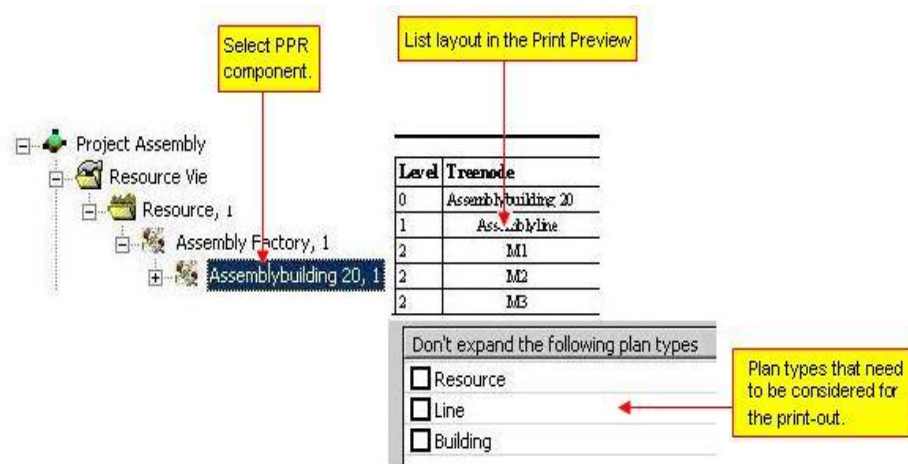 Select PPR
component.
List layout in the Print Preview
Project Assembly
Resource Vie
Resource, 1
Assembly Factory, 1
Assemblybuilding 20, 1
Level Treenode
0 Assemblybuilding 20
1 Assemblyline
2 M1
2 M2
2 M3
Don't expand the following plan types
Resource
Line
Building
Plan types that need
to be considered for
the print-out.